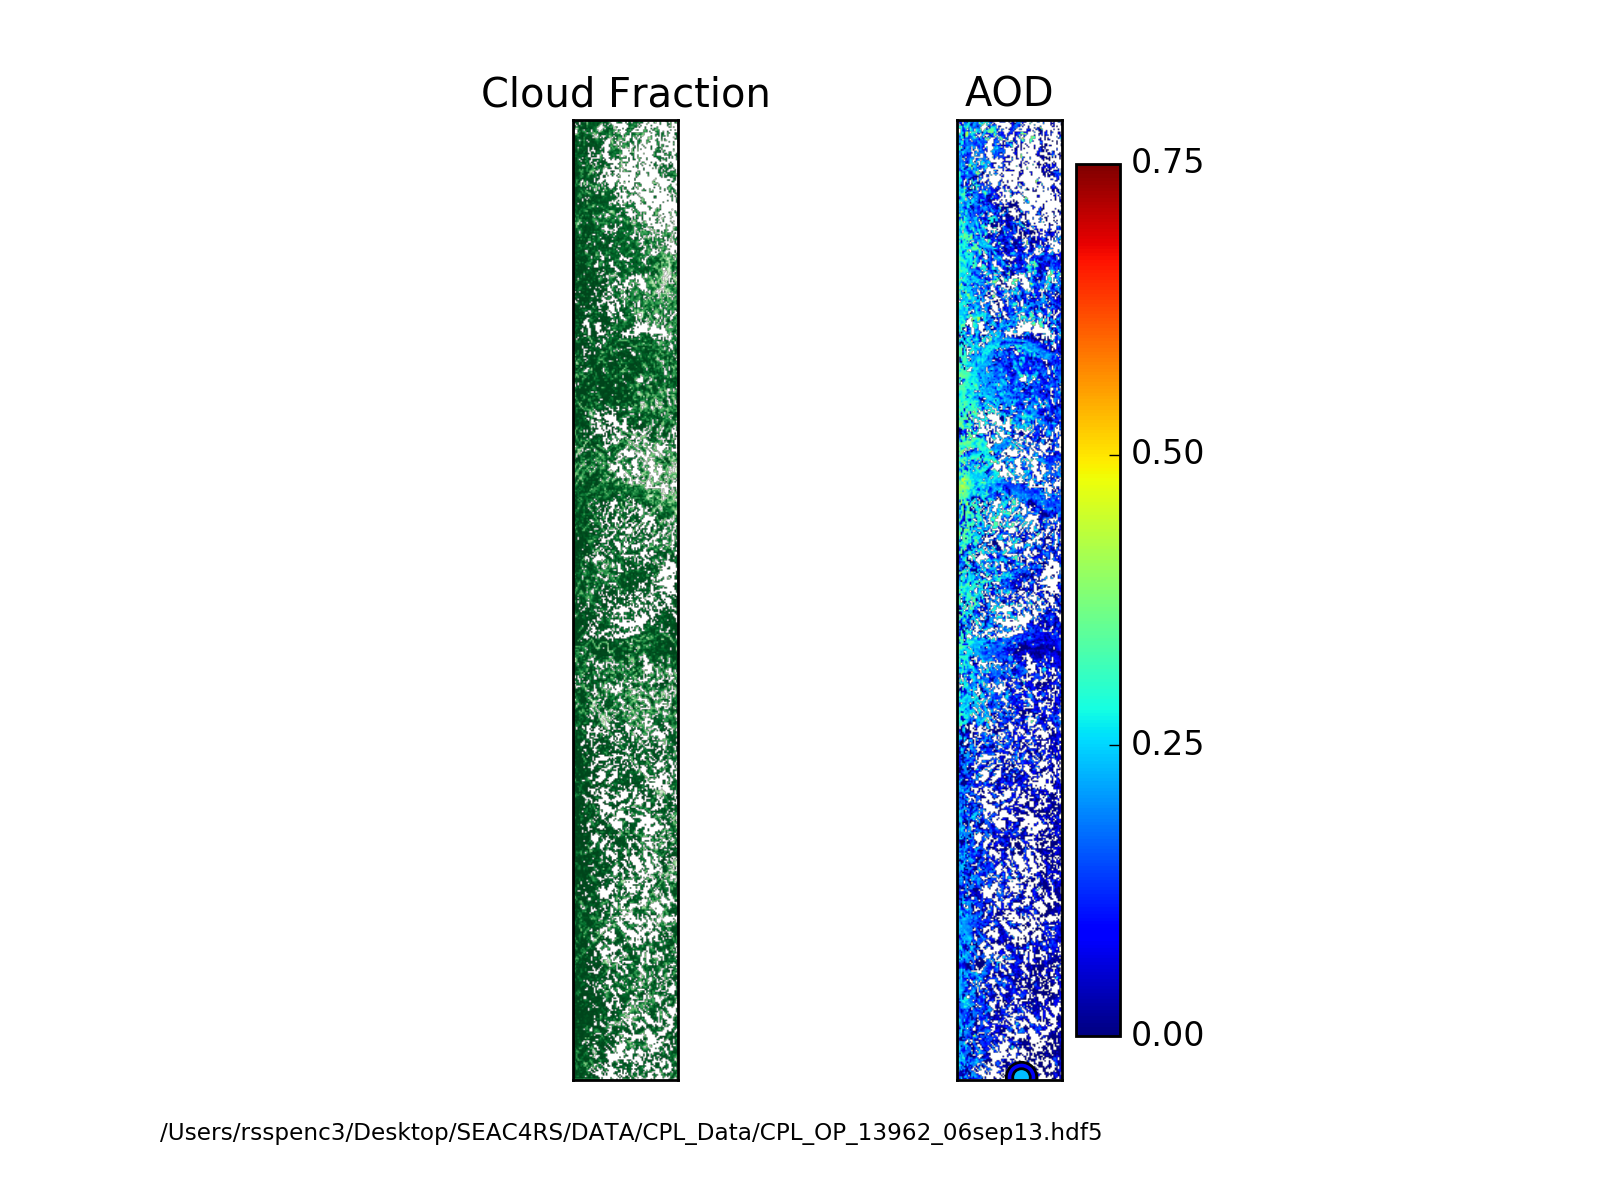 Cloud Fraction
AOD
0.75
0.50
0.25
0.00
/Users/rsspenc3/Desktop/SEAC4RS/DATA/CPL_Data/CPL_OP_13962_06sep13.hdf5